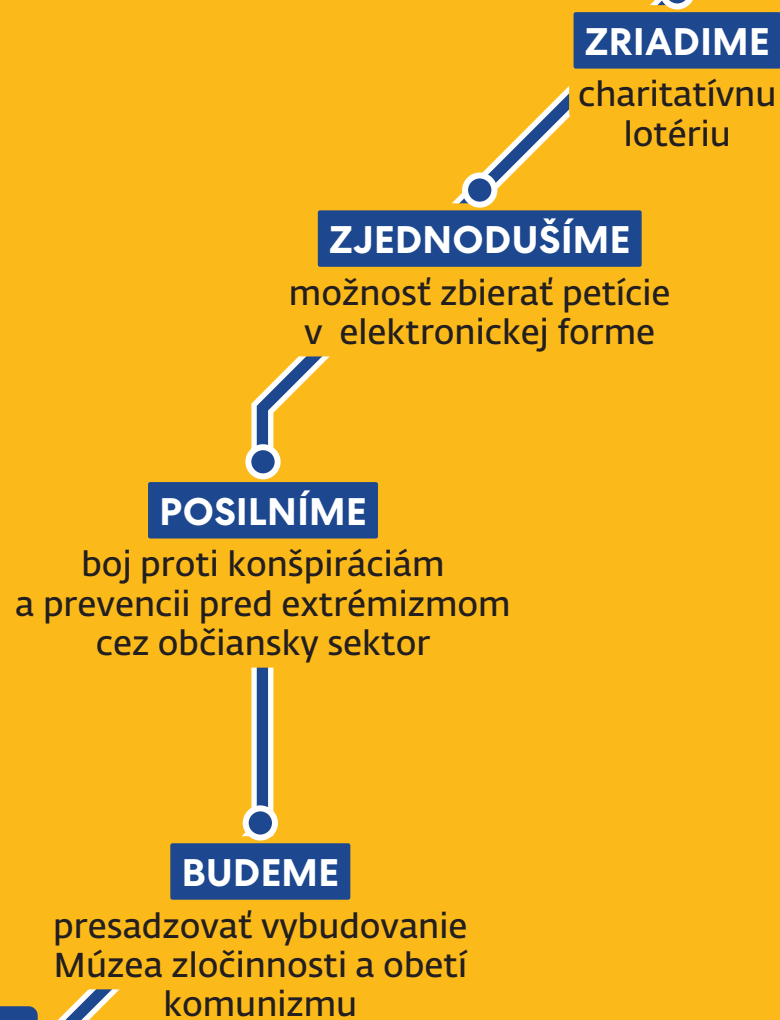 ZRIADIME
charitatívnu
lotériu
ZJEDNODUŠÍME
možnosť zbierať petície
v elektronickej forme
POSILNÍME
boj proti konšpiráciám
a prevencii pred extrémizmom
cez občiansky sektor
BUDEME
presadzovať vybudovanie
Múzea zločinnosti a obetí
komunizmu